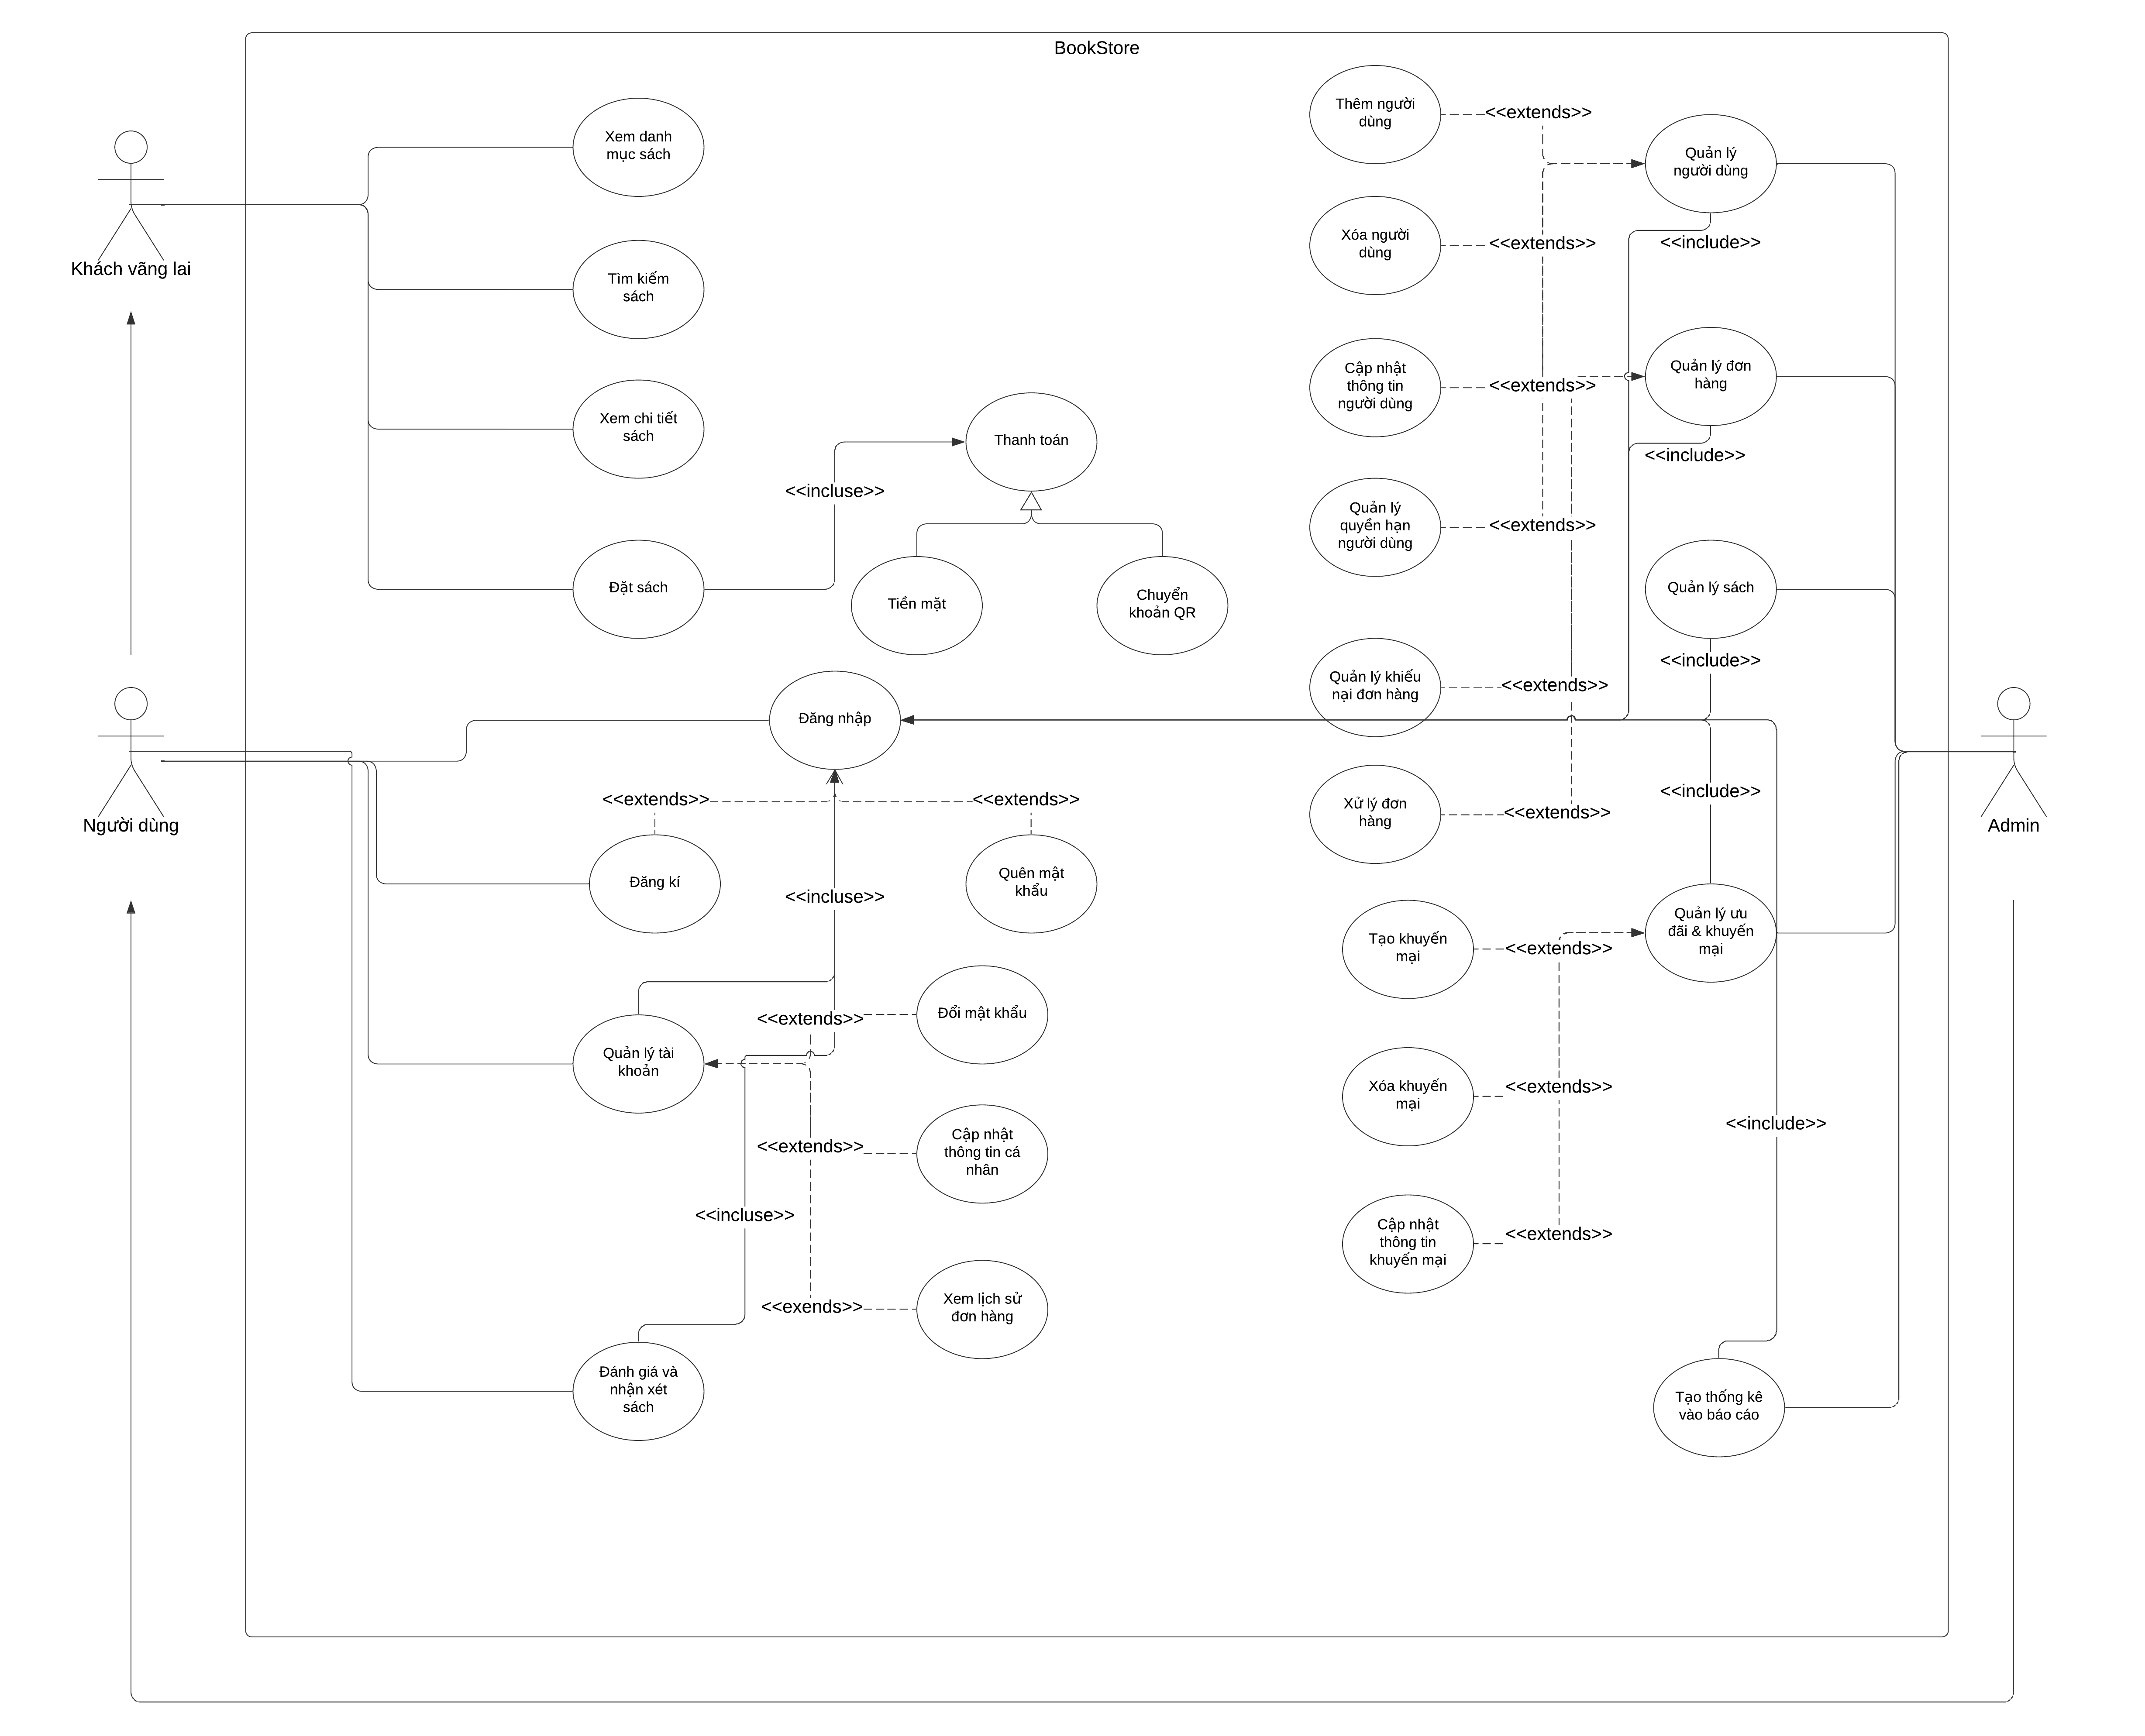 BookStore
Khách vãng lai
Người dùng
Admin
Xem danh
mục sách
Tìm kiếm
sách
Xem chi tiết
sách
Đặt sách
<<incluse>>
Thanh toán
Tiền mặt
Chuyển
khoản QR
Đăng nhập
<<extends>>
<<extends>>
Đăng kí
Quên mật
khẩu
<<incluse>>
Quản lý tài
khoản
<<extends>>
Đổi mật khẩu
<<extends>>
Cập nhật
thông tin cá
nhân
<<incluse>>
<<exends>>
Xem lịch sử
đơn hàng
Đánh giá và
nhận xét
sách
Thêm người
dùng
<<extends>>
Quản lý
người dùng
Xóa người
dùng
<<extends>>
<<include>>
Cập nhật
thông tin
người dùng
<<extends>>
Quản lý đơn
hàng
<<include>>
Quản lý
quyền hạn
người dùng
<<extends>>
Quản lý sách
<<include>>
Quản lý khiếu
nại đơn hàng
<<extends>>
<<include>>
Xử lý đơn
hàng
<<extends>>
Tạo khuyến
mại
<<extends>>
Quản lý ưu
đãi & khuyến
mại
Xóa khuyến
mại
<<extends>>
<<include>>
Cập nhật
thông tin
khuyến mại
<<extends>>
Tạo thống kê
vào báo cáo